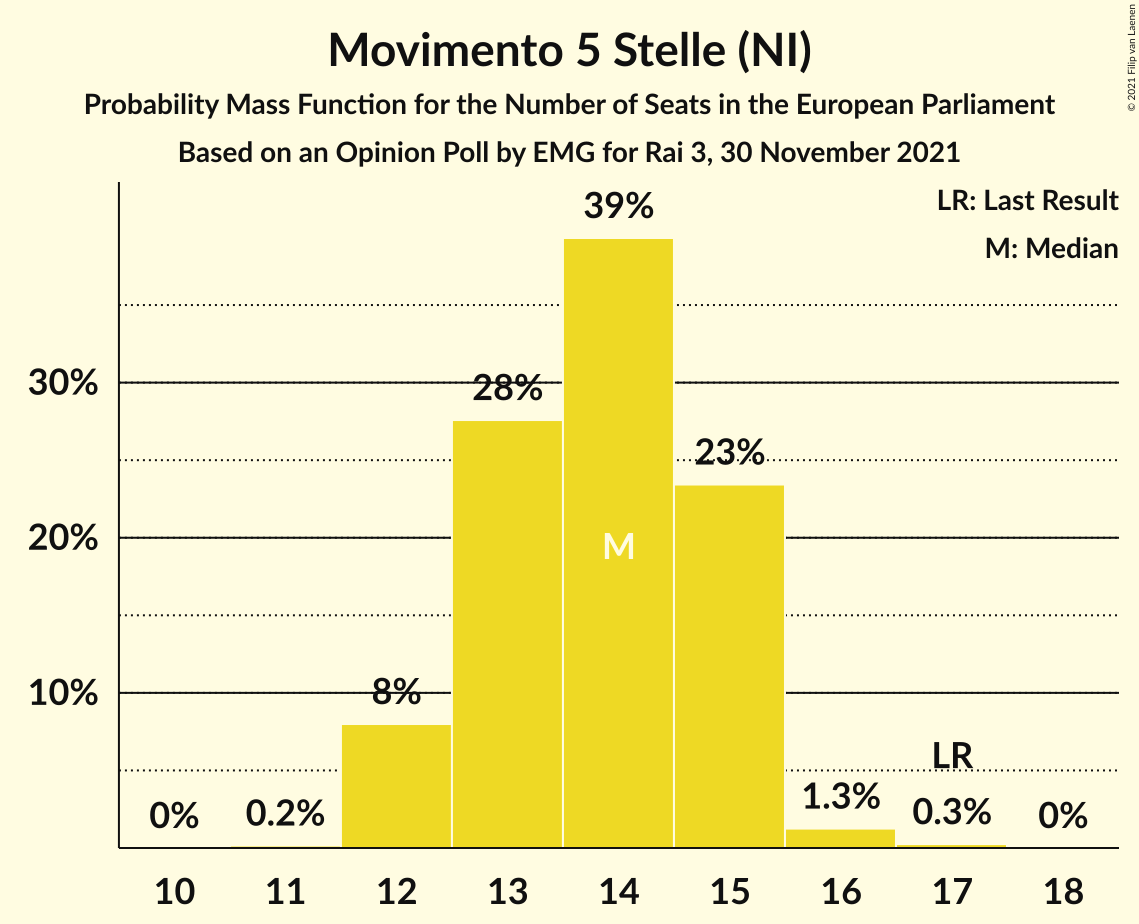 Movimento 5 Stelle (NI)
Probability Mass Function for the Number of Seats in the European Parliament
Based on an Opinion Poll by EMG for Rai 3, 30 November 2021
© 2021 Filip van Laenen
LR: Last Result
M: Median
39%
30%
28%
23%
20%
M
10%
8%
LR
0%
0.2%
1.3%
0.3%
0%
10 11 12 13 14 15 16 17 18